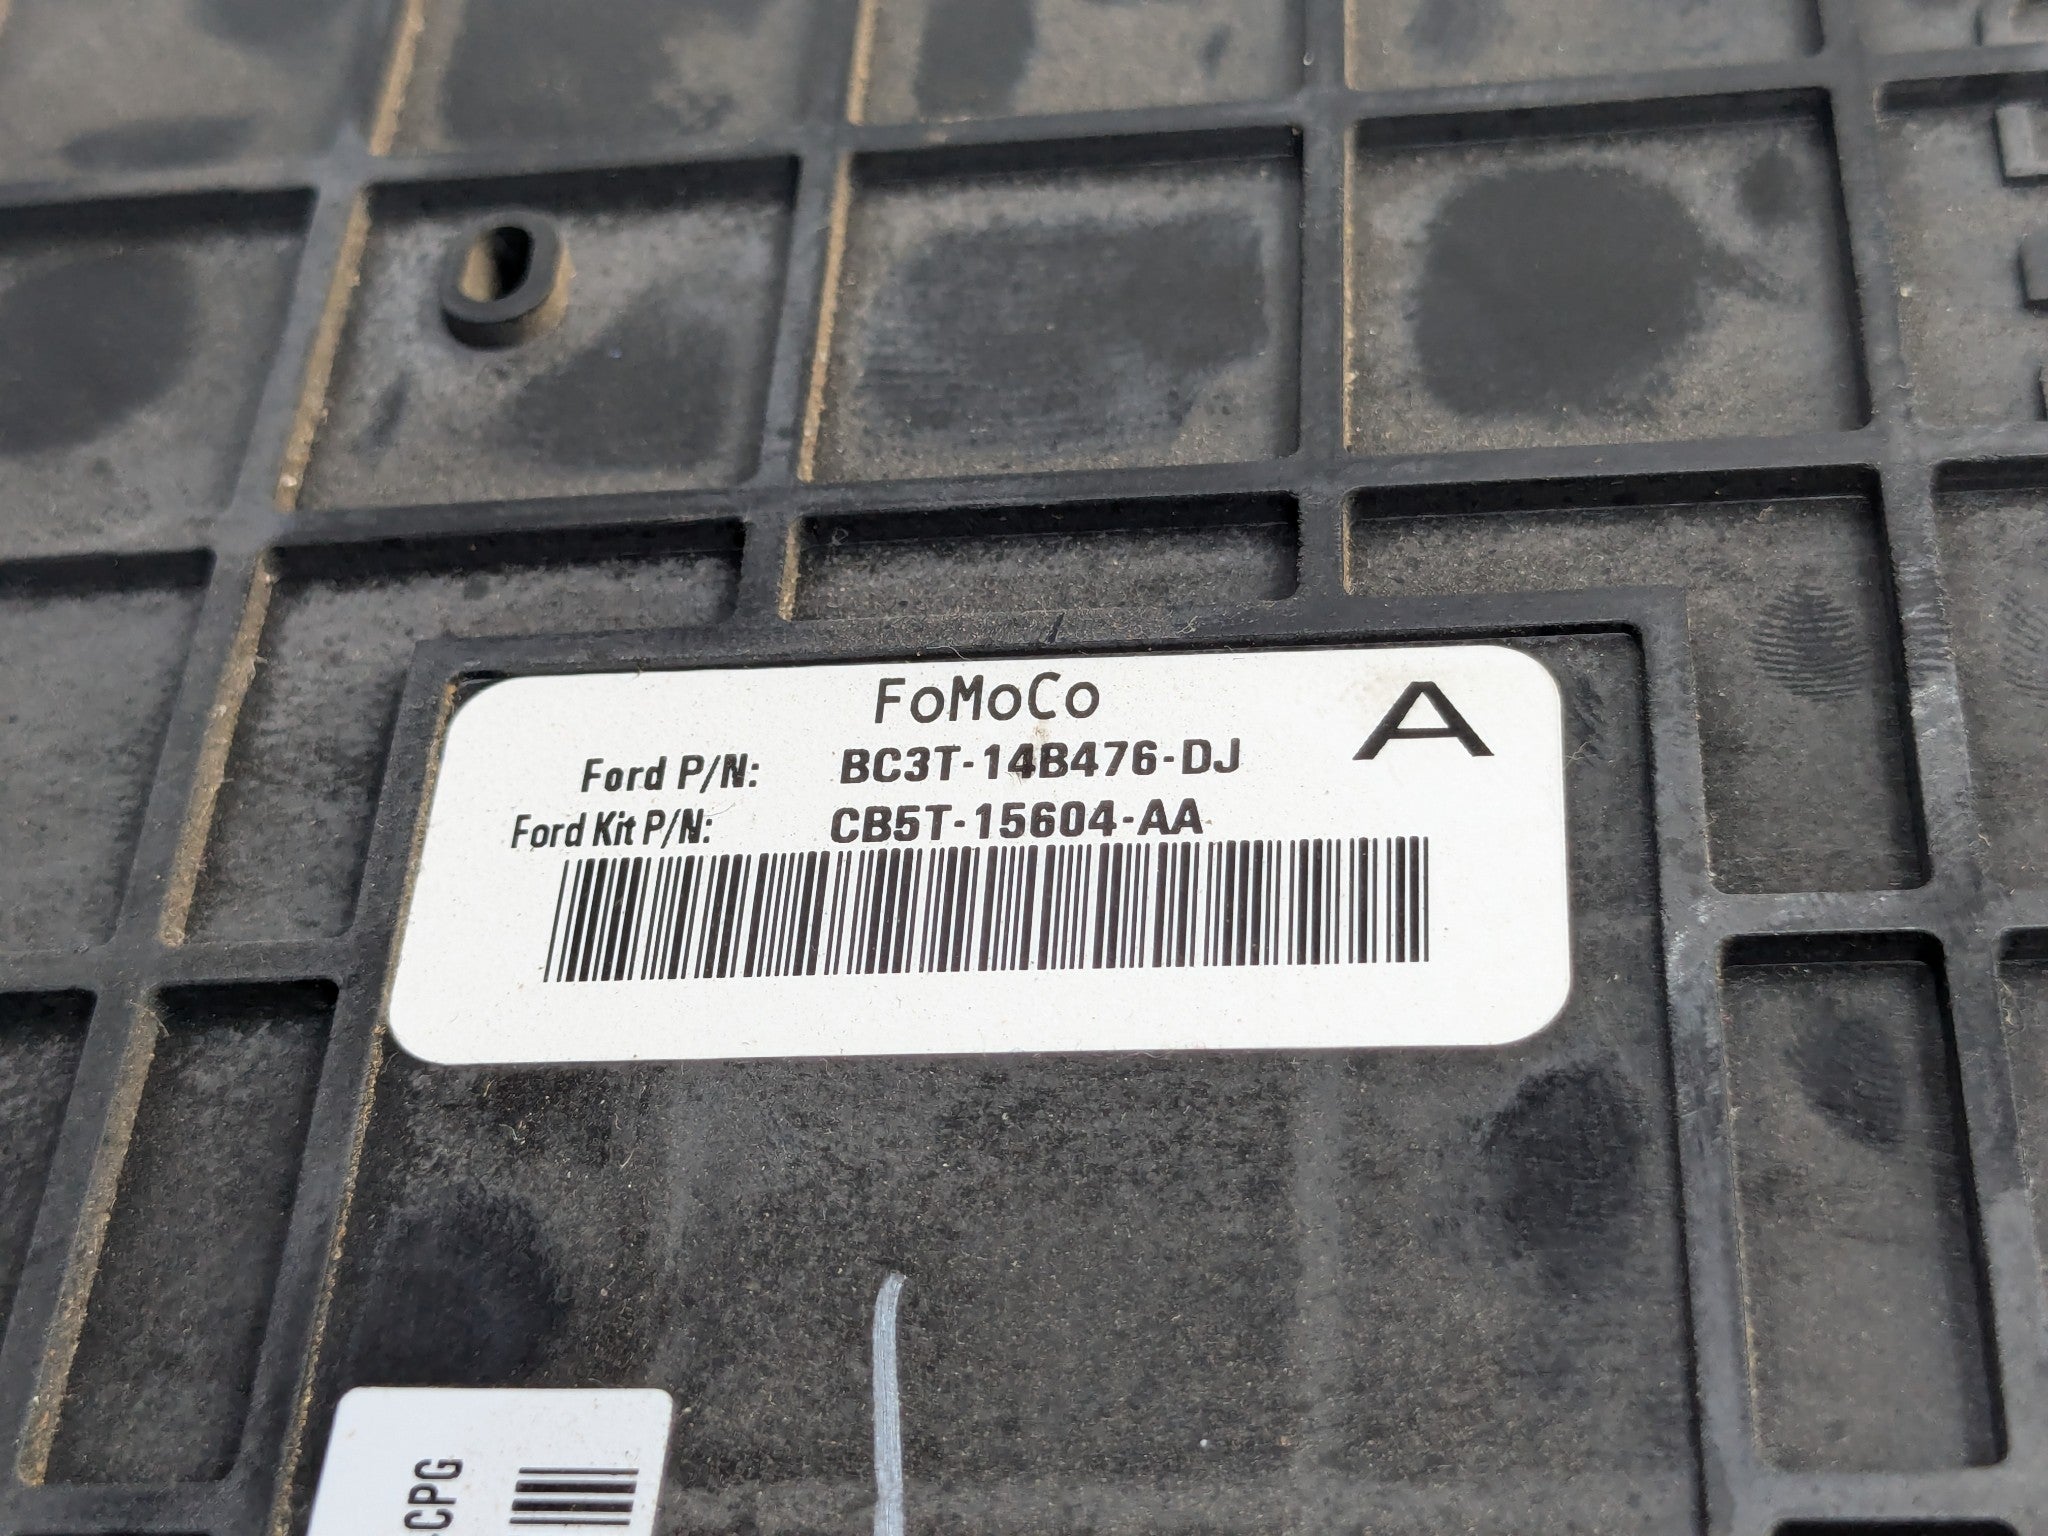 FoMoCo
A
Ford P/N: BC3T-14B476-DJ
Ford Kit P/N: CB5T-15604-AA
CPG